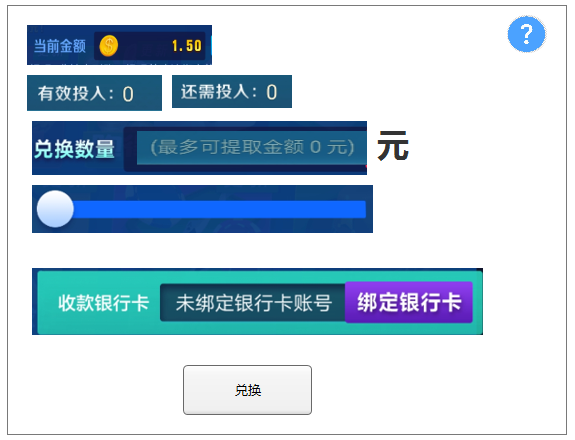 当前金额 1.50
?
有效投入：0 还需投入：0
兑换数量 (最多可提取金额 0 元) 元
收款银行卡 未绑定银行卡账号 绑定银行卡
兑换